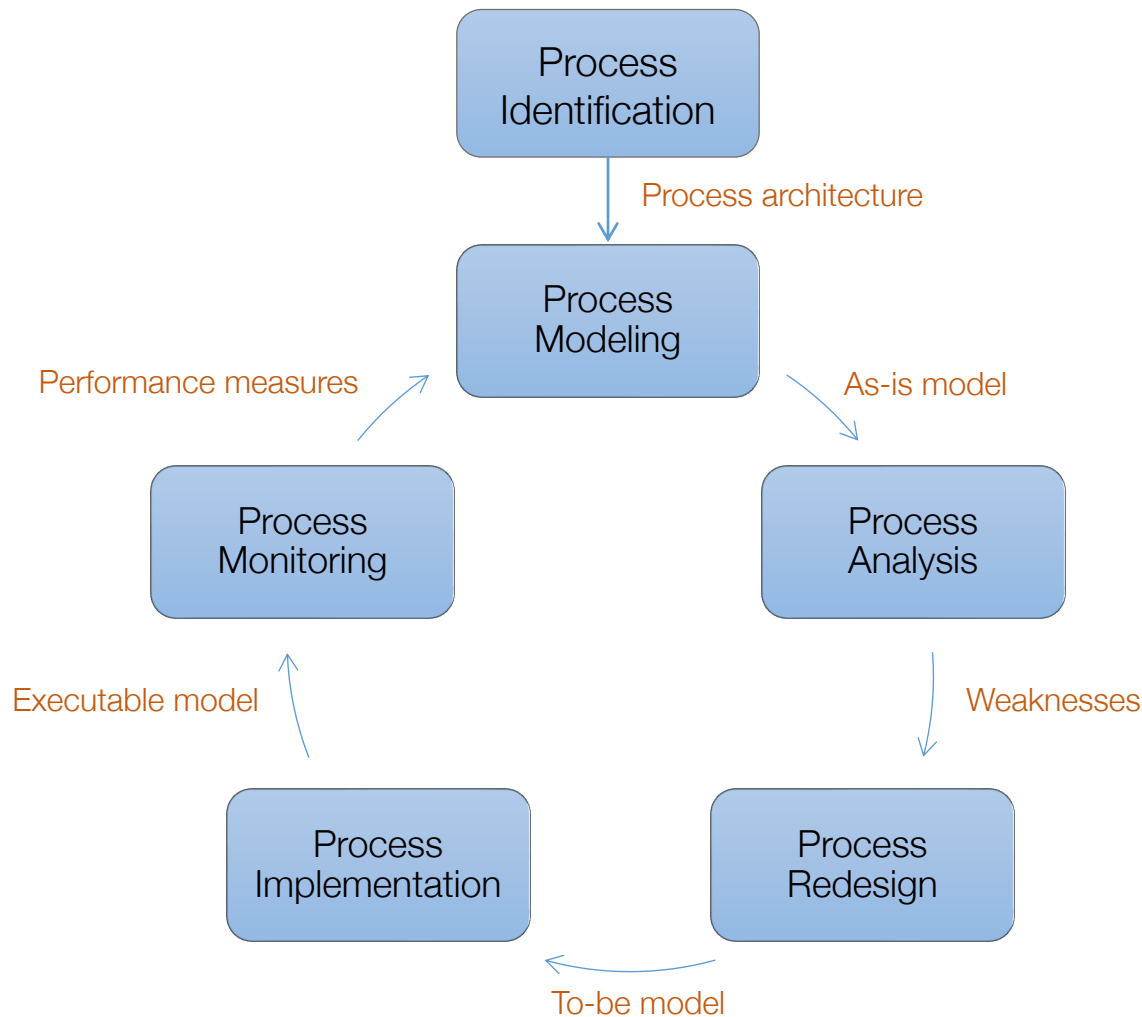 Process
Identification
Process architecture
Process
Modeling
Performance measures
As-is model
Process
Monitoring
Process
Analysis
Executable model
Weaknesses
Process
Implementation
Process
Redesign
To-be model